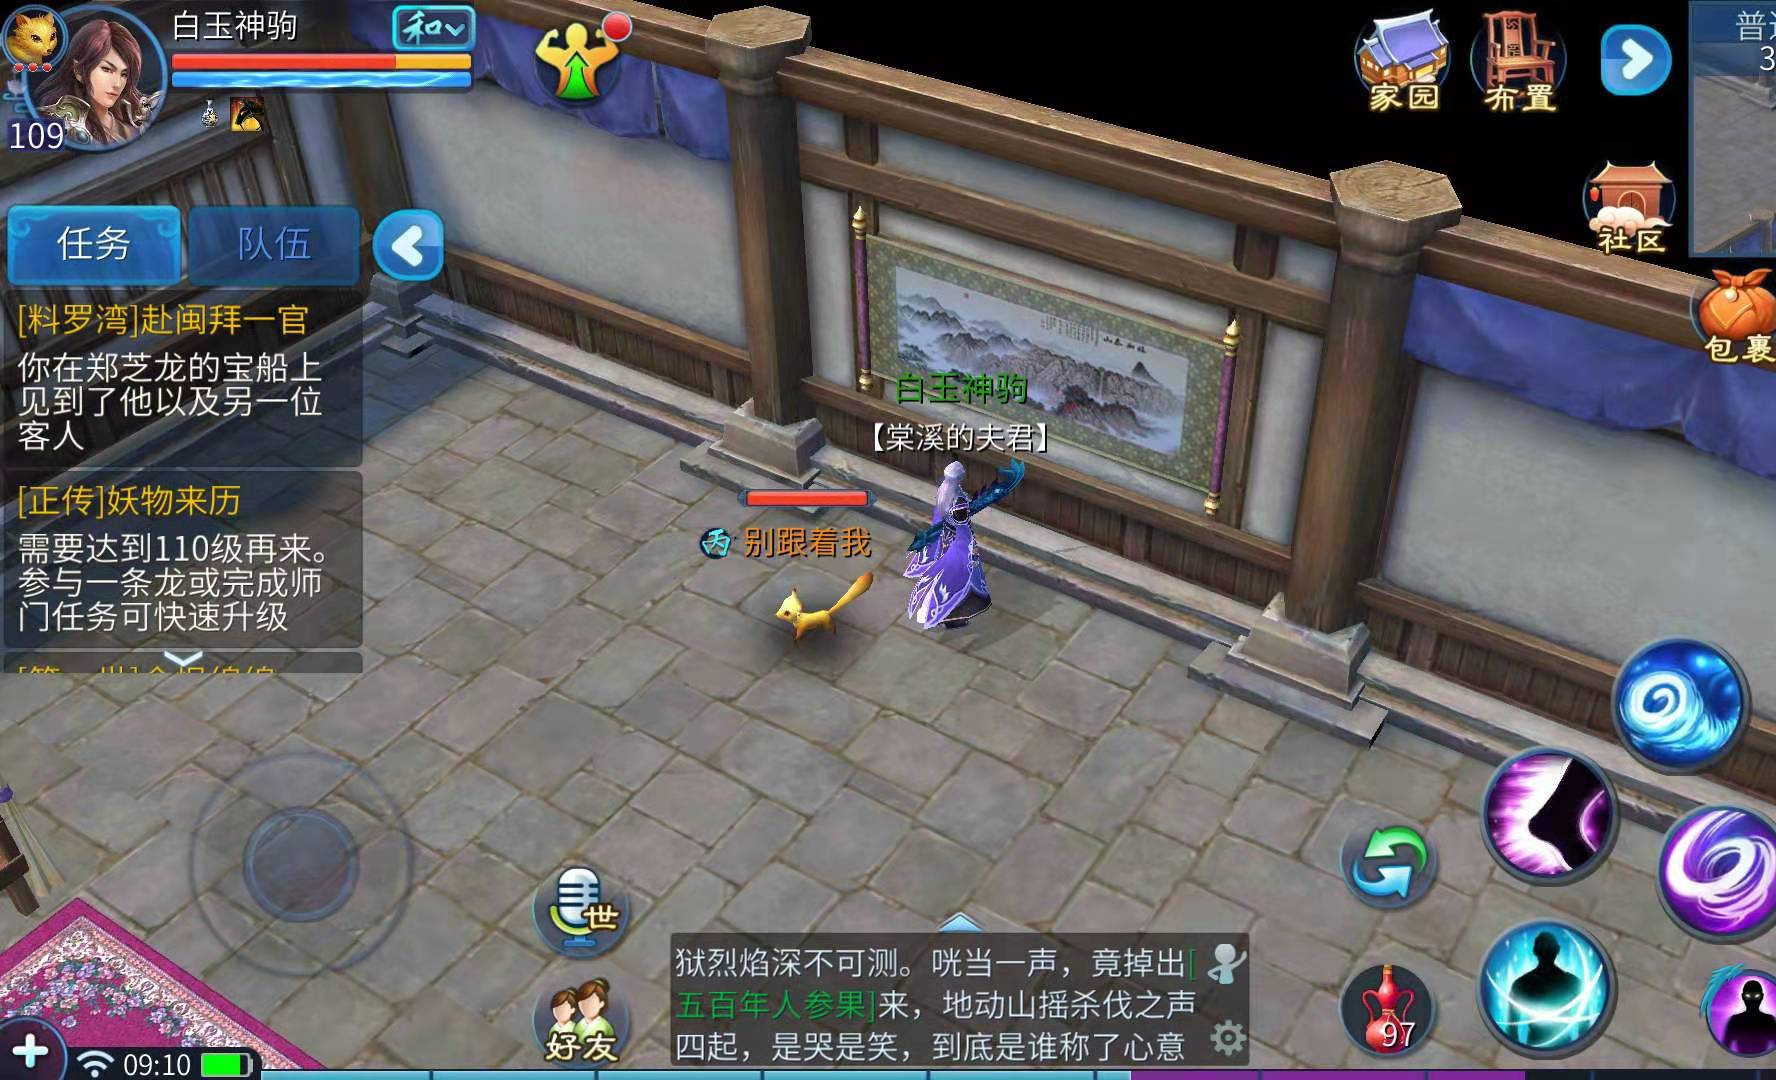 白玉神驹
和
109
家园
布置
普通
3
社区
包裹
任务
队伍
[料罗湾]赴闽拜一官
你在郑芝龙的宝船上
见到了他以及另一位
客人
[正传]妖物来历
需要达到110级再来。
参与一条龙或完成师
门任务可快速升级
白玉神驹
【棠溪的夫君】
丙 别跟着我
世
好友
狱烈焰深不可测。咣当一声，竟掉出[
五百年人参果]来，地动山摇杀伐之声
四起，是哭是笑，到底是谁称了心意
97
09:10